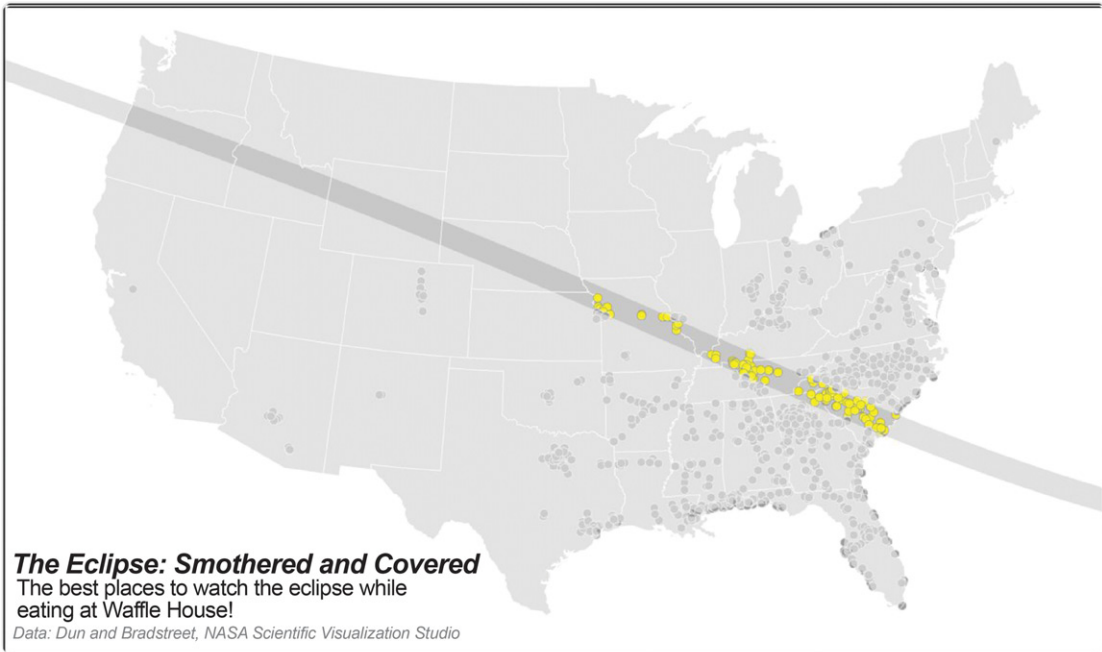 The Eclipse: Smothered and Covered
The best places to watch the eclipse while
eating at Waffle House!
Data: Dun and Bradstreet, NASA Scientific Visualization Studio